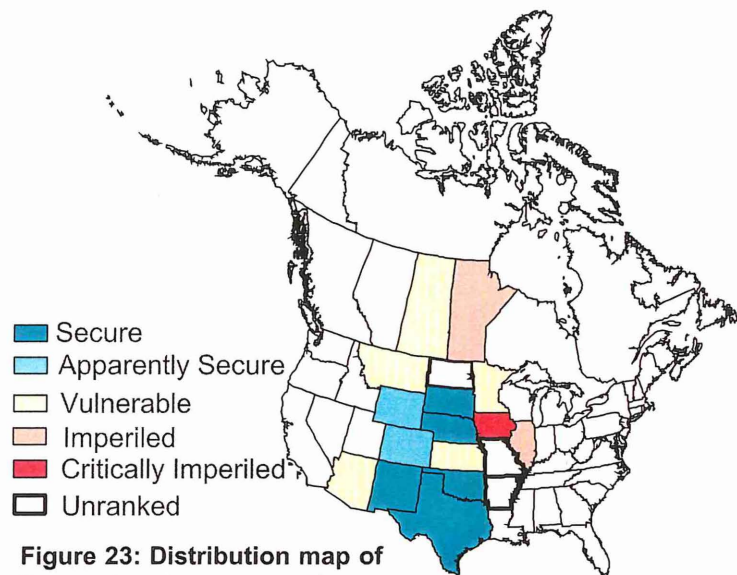 Secure
Apparently Secure
Vulnerable
Imperiled
Critically Imperiled
Unranked
Figure 23: Distribution map of